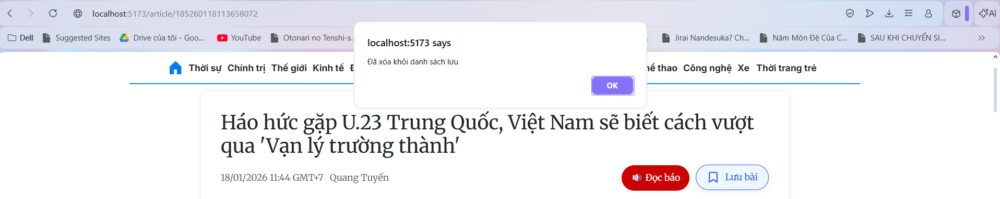 localhost:5173/article/185260118113658072
AI
Dell Suggested Sites Drive của tôi - Goo... YouTube Otonari no Tenshi-s... Jirai Nandesuka? Ch... Năm Môn Đệ Của C... SAU KHI CHUYỂN SI...
localhost:5173 says
Đã xóa khỏi danh sách lưu
OK
Thời sự Chính trị Thế giới Kinh tế thao Công nghệ Xe Thời trang trẻ
Háo hức gặp U.23 Trung Quốc, Việt Nam sẽ biết cách vượt
qua 'Vạn lý trường thành'
18/01/2026 11:44 GMT+7 Quang Tuyến
Đọc báo
Lưu bài